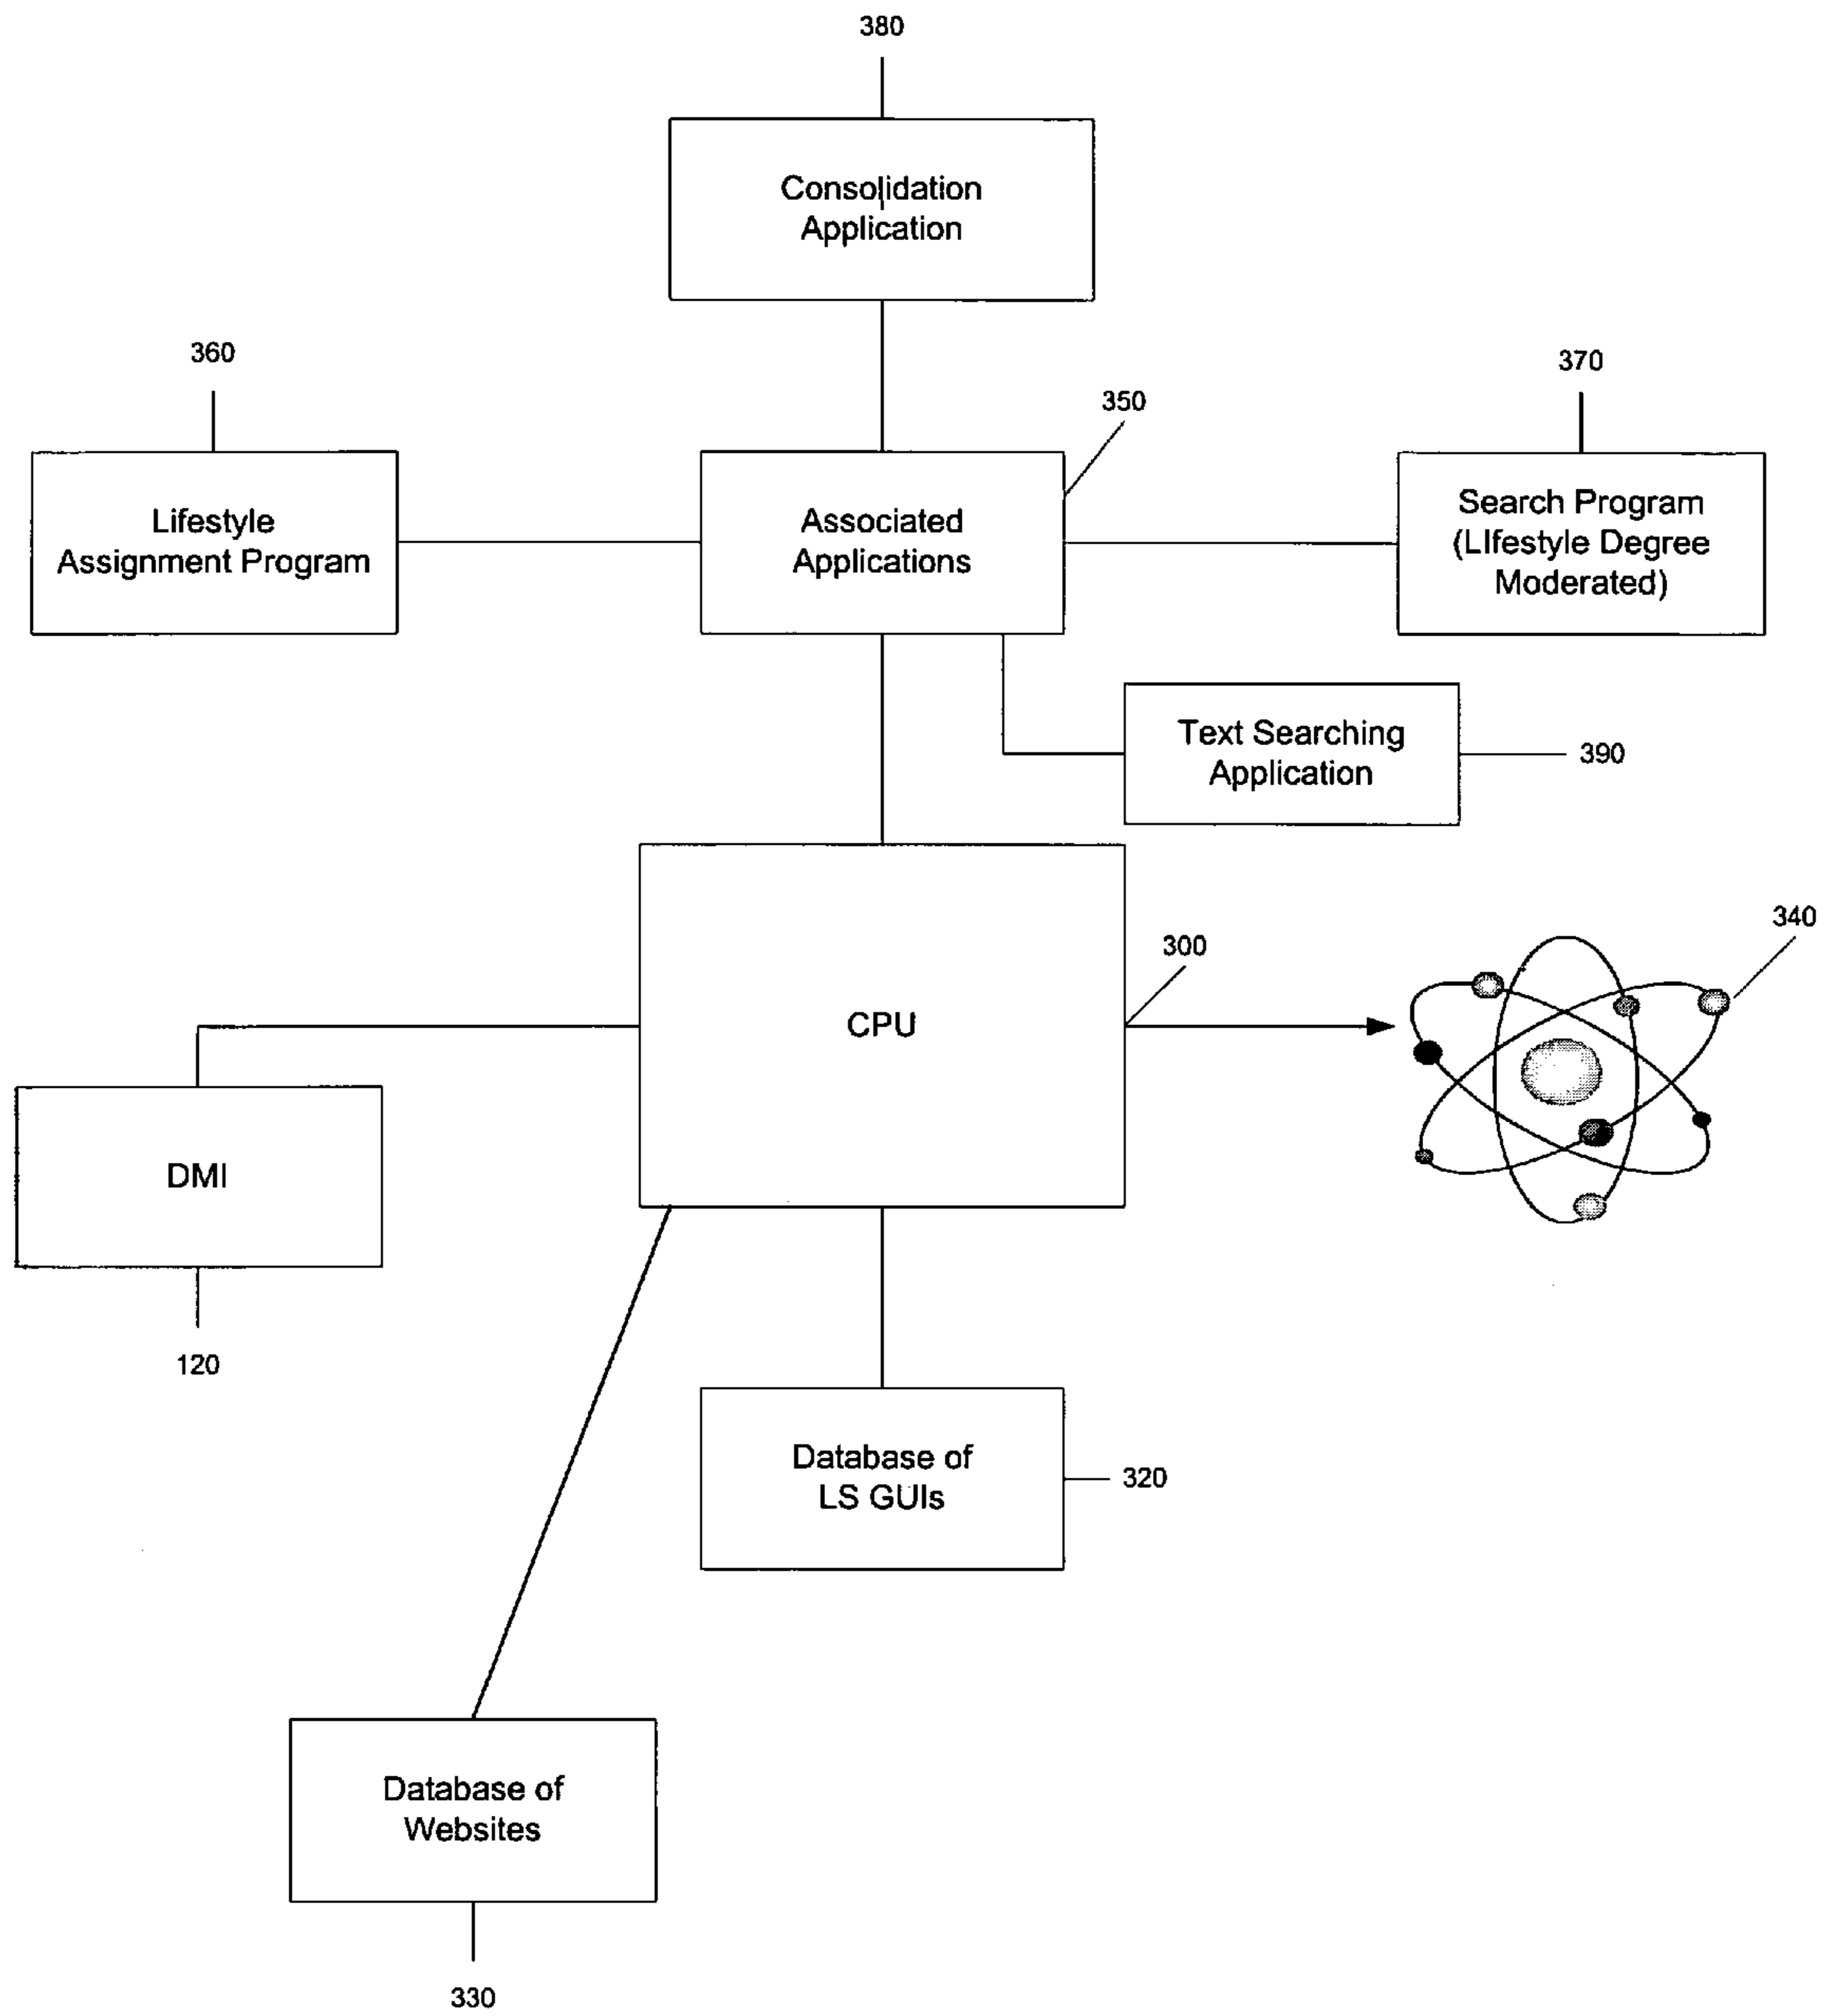 380
Consolidation
Application
360
370
350
Lifestyle
Assignment Program
Associated
Applications
Search Program
(LIfestyle Degree
Moderated)
Text Searching
Application
390
340
300
CPU
DMI
120
Database of
LS GUIs
320
Database of
Websites
330